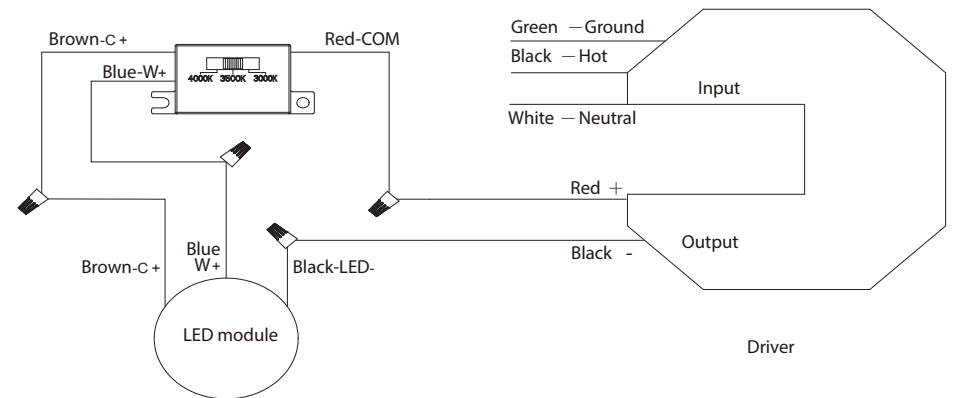 Green — Ground
Brown-C +
Red-COM
Black — Hot
Blue-W+
4000K 3500K 3000K
Input
White — Neutral
Red +
Output
Blue
W+
Black -
Brown-C +
Black-LED-
LED module
Driver